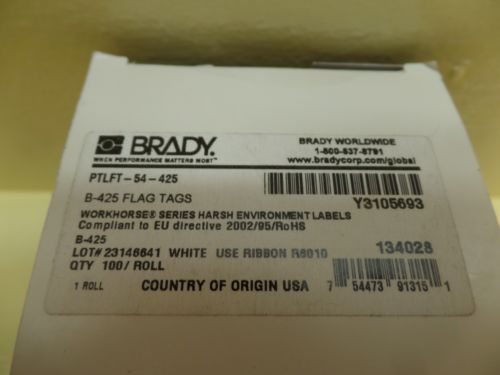 BRADY.
WHEN PERFORMANCE MATTERS MOST™
BRADY WORLDWIDE
1-800-537-8791
www.bradycorp.com/global
PTLFT-54-425
B-425 FLAG TAGS
Y3105693
WORKHORSE® SERIES HARSH ENVIRONMENT LABELS
Compliant to EU directive 2002/95/RoHS
B-425
LOT# 23146641 WHITE USE RIBBON R6010
134028
QTY 100/ ROLL
1 ROLL
COUNTRY OF ORIGIN USA
7 54473 91315 1